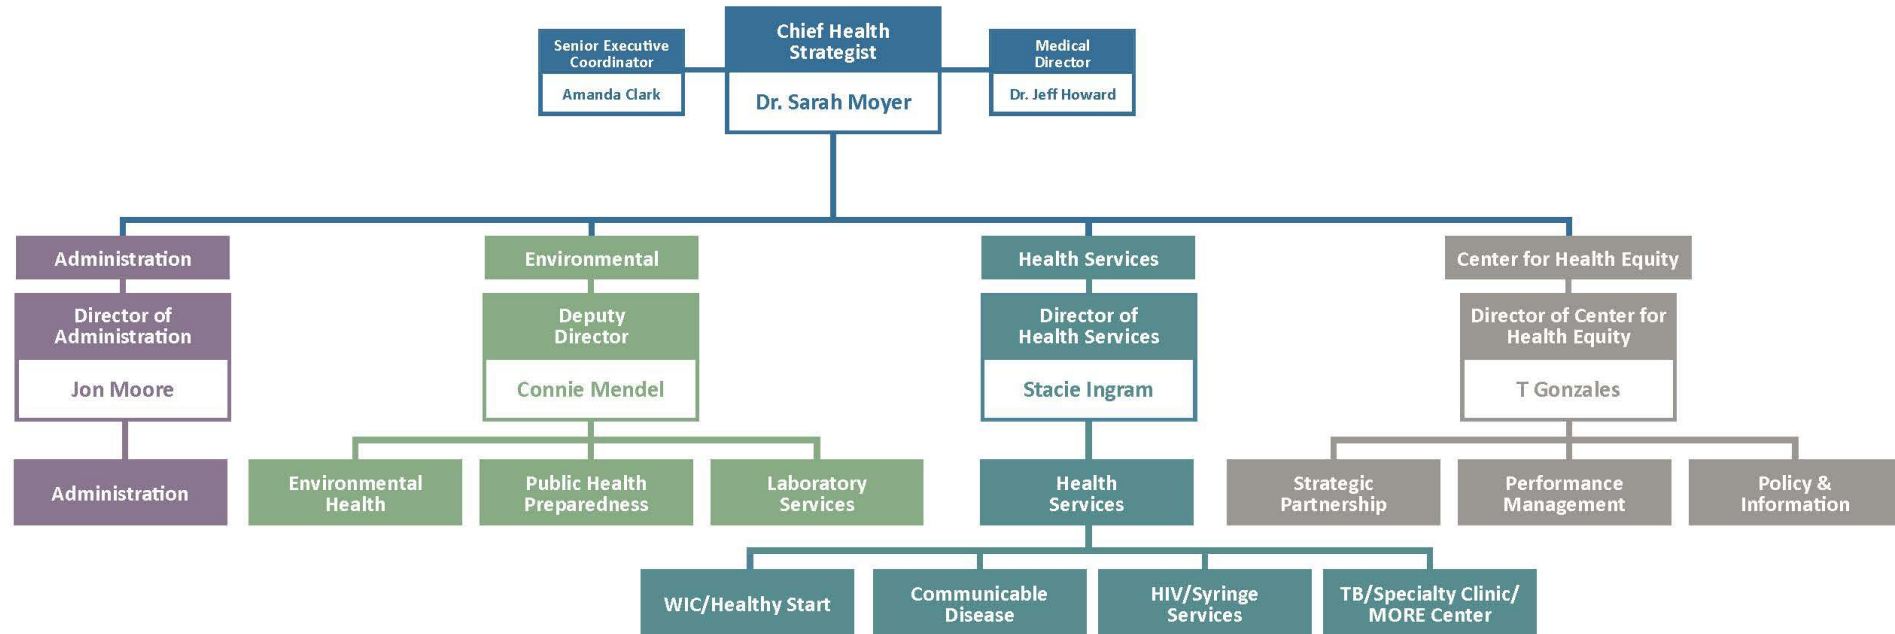 Senior Executive
Coordinator
Amanda Clark
Chief Health
Strategist
Dr. Sarah Moyer
Medical
Director
Dr. Jeff Howard
Administration
Director of
Administration
Jon Moore
Administration
Environmental
Deputy
Director
Connie Mendel
Environmental
Health
Public Health
Preparedness
Laboratory
Services
Health Services
Director of
Health Services
Stacie Ingram
Health
Services
WIC/Healthy Start
Communicable
Disease
HIV/Syringe
Services
TB/Specialty Clinic/
MORE Center
Center for Health Equity
Director of Center for
Health Equity
T Gonzales
Strategic
Partnership
Performance
Management
Policy &
Information